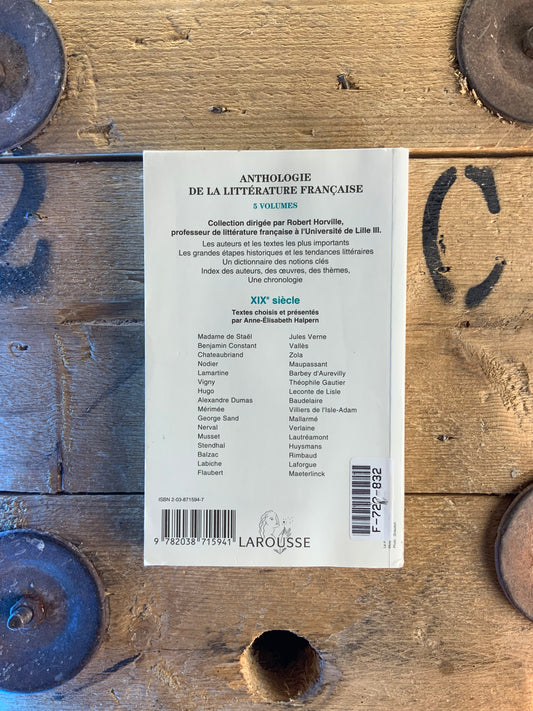 ANTHOLOGIE
DE LA LITTÉRATURE FRANÇAISE
5 VOLUMES
Collection dirigée par Robert Horville,
professeur de littérature française à l'Université de Lille III.
Les auteurs et les textes les plus importants
Les grandes étapes historiques et les tendances littéraires
Un dictionnaire des notions clés
Index des auteurs, des œuvres, des thèmes,
Une chronologie
XIXe siècle
Textes choisis et présentés
par Anne-Élisabeth Halpern
Madame de Staël
Benjamin Constant
Chateaubriand
Nodier
Lamartine
Vigny
Hugo
Alexandre Dumas
Mérimée
George Sand
Nerval
Musset
Stendhal
Balzac
Labiche
Flaubert
Jules Verne
Vallès
Zola
Maupassant
Barbey d'Aurevilly
Théophile Gautier
Leconte de Lisle
Baudelaire
Villiers de l'Isle-Adam
Mallarmé
Verlaine
Lautréamont
Huysmans
Rimbaud
Laforgue
Maeterlinck
ISBN 2-03-871594-7
9 782038 715941
LAROUSSE
F-729-832
C